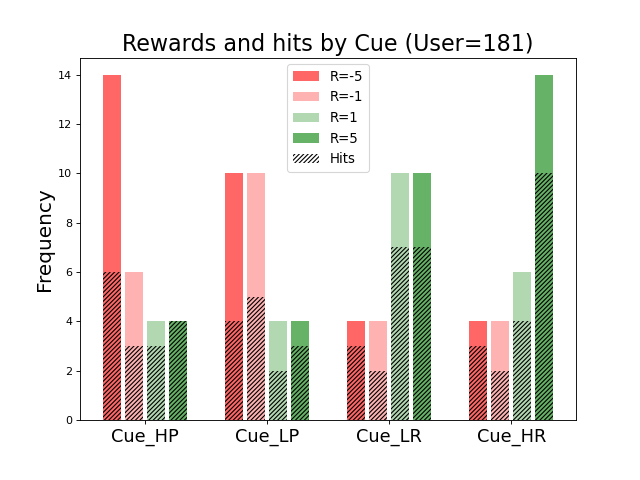 Rewards and hits by Cue (User=181)
R=-5
R=-1
R=1
R=5
Hits
Frequency
14
12
10
8
6
4
2
0
Cue_HP
Cue_LP
Cue_LR
Cue_HR